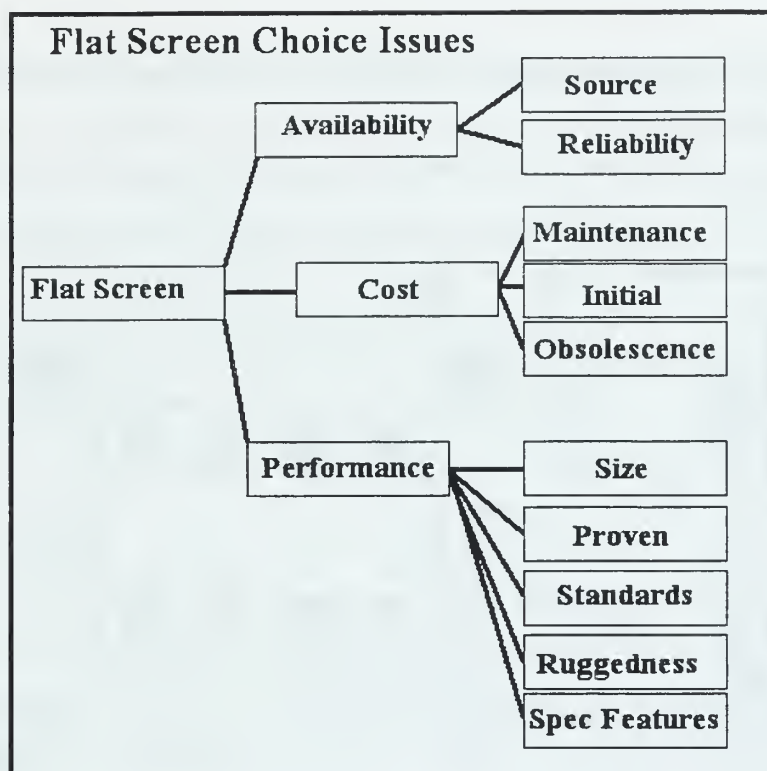 Flat Screen Choice Issues
Source
Availability
Reliability
Maintenance
Flat Screen
Cost
Initial
Obsolescence
Performance
Size
Proven
Standards
Ruggedness
Spec Features